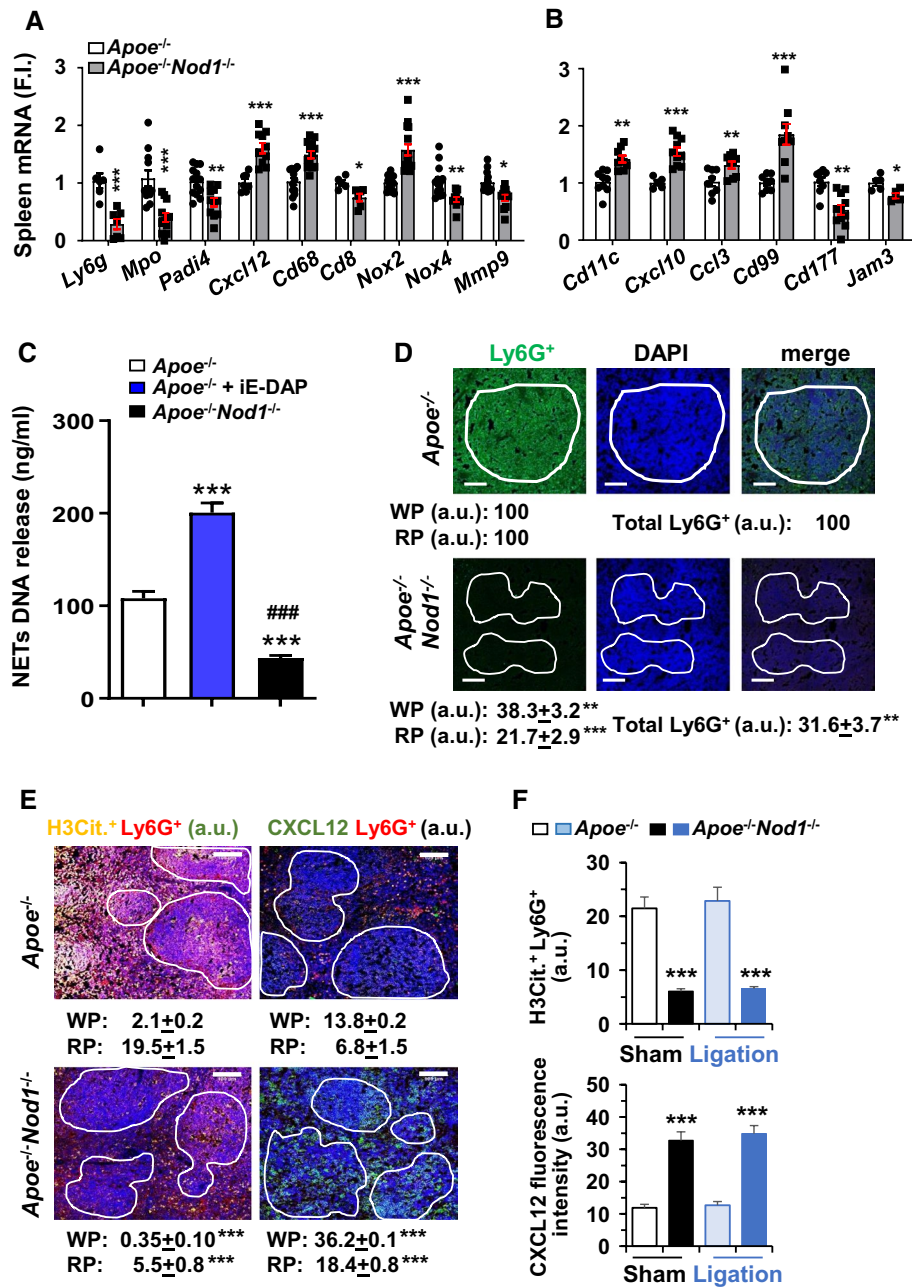 A
Apoe-/-
Apoe-/-Nod1-/-
Spleen mRNA (F.I.)
3
2
1
0
*** *** ** *** *** * *** ** *
Ly6g Mpo Padi4 Cxcl12 Cd68 Cd8 Nox2 Nox4 Mmp9
B
3
2
1
0
** *** ** *** ** *
Cd11c Cxcl10 Ccl3 Cd99 Cd177 Jam3
C
Apoe-/-
Apoe-/- + iE-DAP
Apoe-/-Nod1-/-
NETs DNA release (ng/ml)
300
200
100
0
***
###
***
D
Ly6G+ DAPI merge
Apoe-/-
WP (a.u.): 100
RP (a.u.): 100
Total Ly6G+ (a.u.): 100
Apoe-/-
Nod1-/-
WP (a.u.): 38.3±3.2 **
RP (a.u.): 21.7±2.9 ***
Total Ly6G+ (a.u.): 31.6±3.7**
E
H3Cit.+ Ly6G+ (a.u.) CXCL12 Ly6G+ (a.u.)
Apoe-/-
WP: 2.1±0.2
RP: 19.5±1.5
WP: 13.8±0.2
RP: 6.8±1.5
Apoe-/-Nod1-/-
WP: 0.35±0.10 ***
RP: 5.5±0.8 ***
WP: 36.2±0.1 ***
RP: 18.4±0.8 ***
F
Apoe-/- Apoe-/-Nod1-/-
H3Cit.+ Ly6G+
(a.u.)
30
20
10
5
0
*** ***
Sham Ligation
CXCL12 fluorescence
intensity (a.u.)
50
40
30
20
10
0
*** ***
Sham Ligation